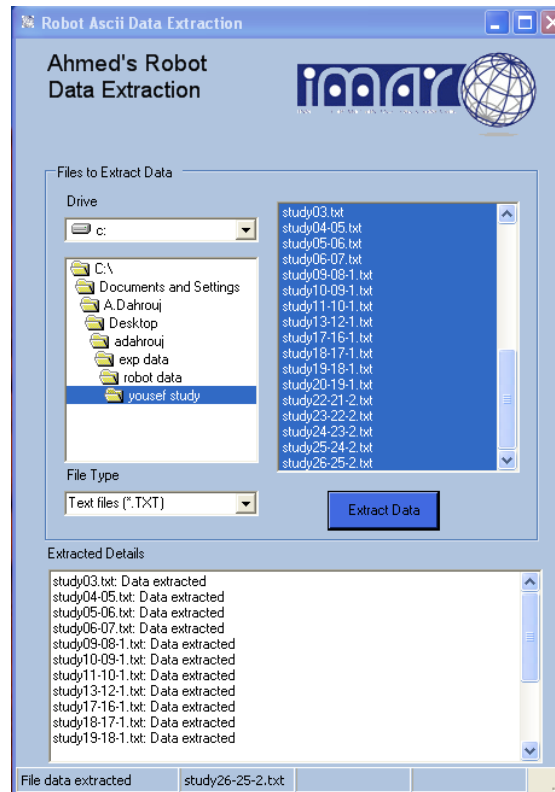 Robot Ascii Data Extraction
Ahmed's Robot
Data Extraction
imar
Files to Extract Data
Drive
c:
C:\
Documents and Settings
A.Dahrouj
Desktop
adahrouj
exp data
robot data
yousef study
File Type
Text files (*.TXT)
study03.txt
study04-05.txt
study05-06.txt
study06-07.txt
study09-08-1.txt
study10-09-1.txt
study11-10-1.txt
study13-12-1.txt
study17-16-1.txt
study18-17-1.txt
study19-18-1.txt
study20-19-1.txt
study22-21-2.txt
study23-22-2.txt
study24-23-2.txt
study25-24-2.txt
study26-25-2.txt
Extract Data
Extracted Details
study03.txt: Data extracted
study04-05.txt: Data extracted
study05-06.txt: Data extracted
study06-07.txt: Data extracted
study09-08-1.txt: Data extracted
study10-09-1.txt: Data extracted
study11-10-1.txt: Data extracted
study13-12-1.txt: Data extracted
study17-16-1.txt: Data extracted
study18-17-1.txt: Data extracted
study19-18-1.txt: Data extracted
File data extracted
study26-25-2.txt